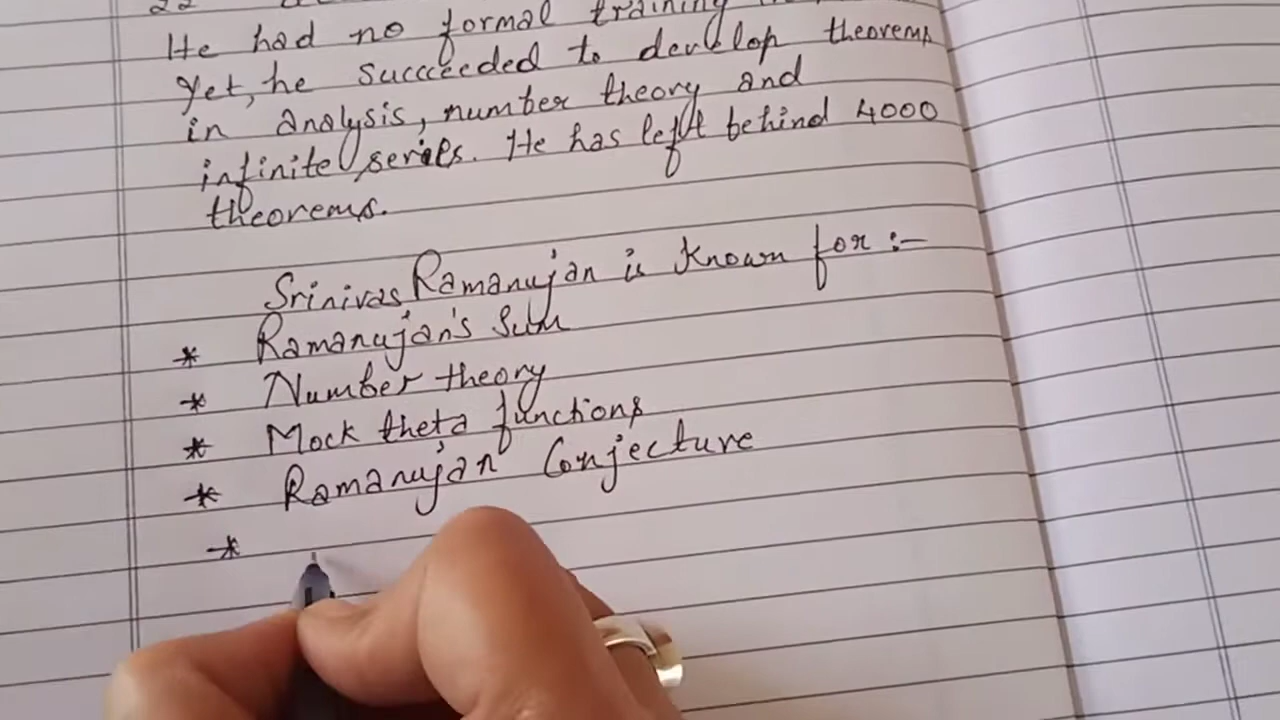 22
He had no formal training
Yet, he succeeded to develop theorems
in analysis, number theory and
infinite series. He has left behind 4000
theorems.
Srinivas Ramanujan is known for :-
* Ramanujan's Sum
* Number theory
* Mock theta functions
* Ramanujan Conjecture
*